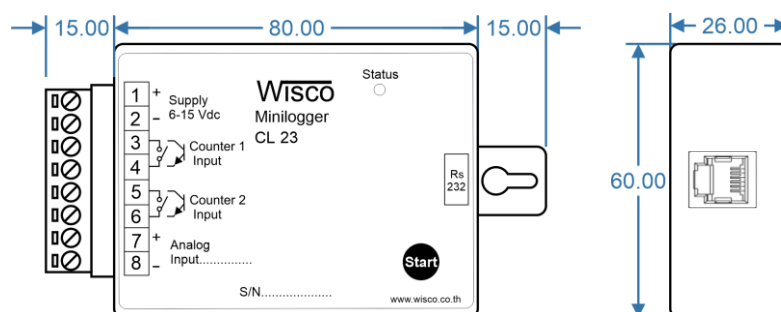 15.00 80.00 15.00 26.00
Status
WISCO
Minilogger
CL 23
1 + Supply
6-15 Vdc
2 -
3 Counter 1
4 Input
5 Counter 2
6 Input
7 + Analog
8 - Input..............
Rs
232
60.00
Start
S/N....................
www.wisco.co.th